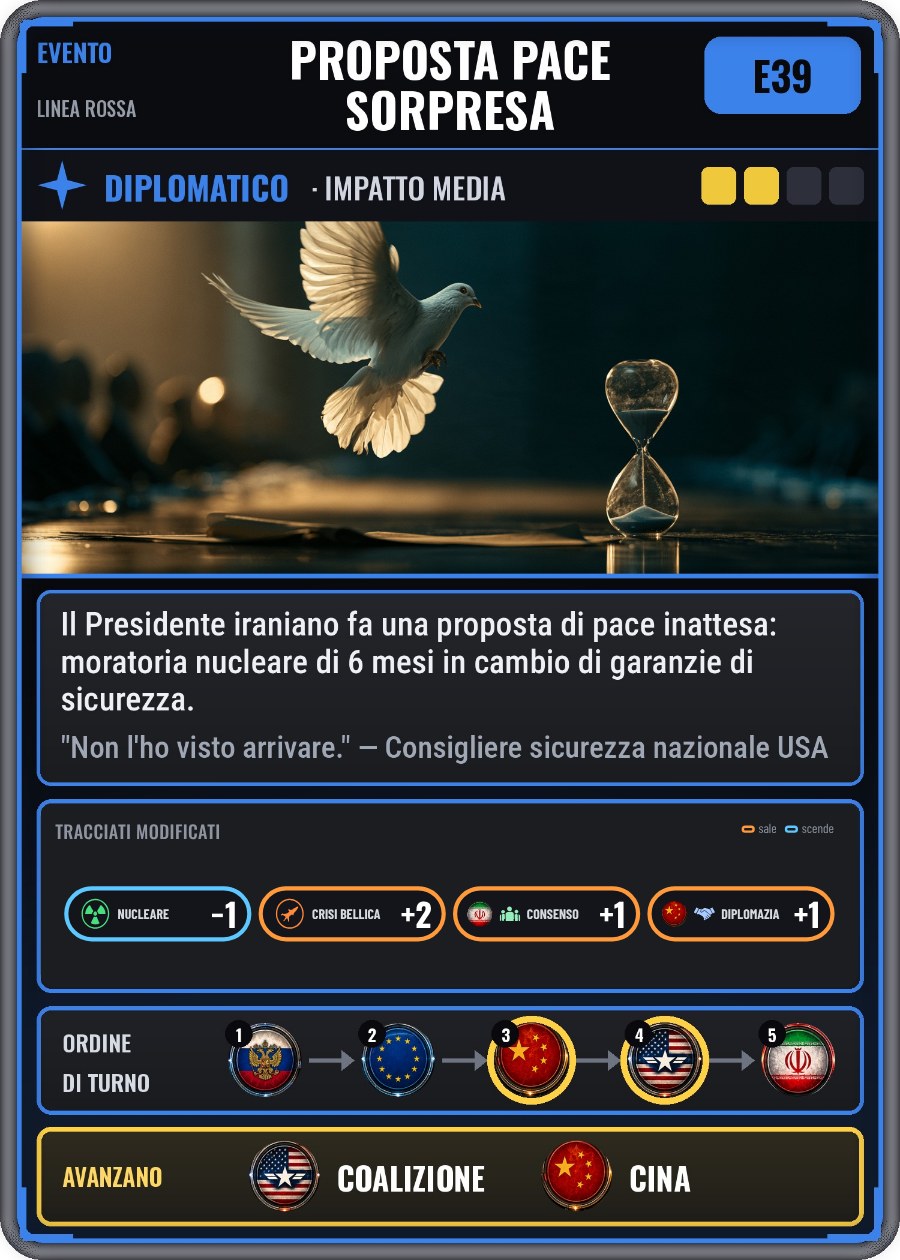 EVENTO
LINEA ROSSA
PROPOSTA PACE
SORPRESA
E39
DIPLOMATICO · IMPATTO MEDIA
Il Presidente iraniano fa una proposta di pace inattesa:
moratoria nucleare di 6 mesi in cambio di garanzie di
sicurezza.
"Non l'ho visto arrivare." — Consigliere sicurezza nazionale USA
TRACCIATI MODIFICATI
sale scende
NUCLEARE -1
CRISI BELLICA +2
CONSENSO +1
DIPLOMAZIA +1
ORDINE
DI TURNO
1 2 3 4 5
AVANZANO
COALIZIONE
CINA